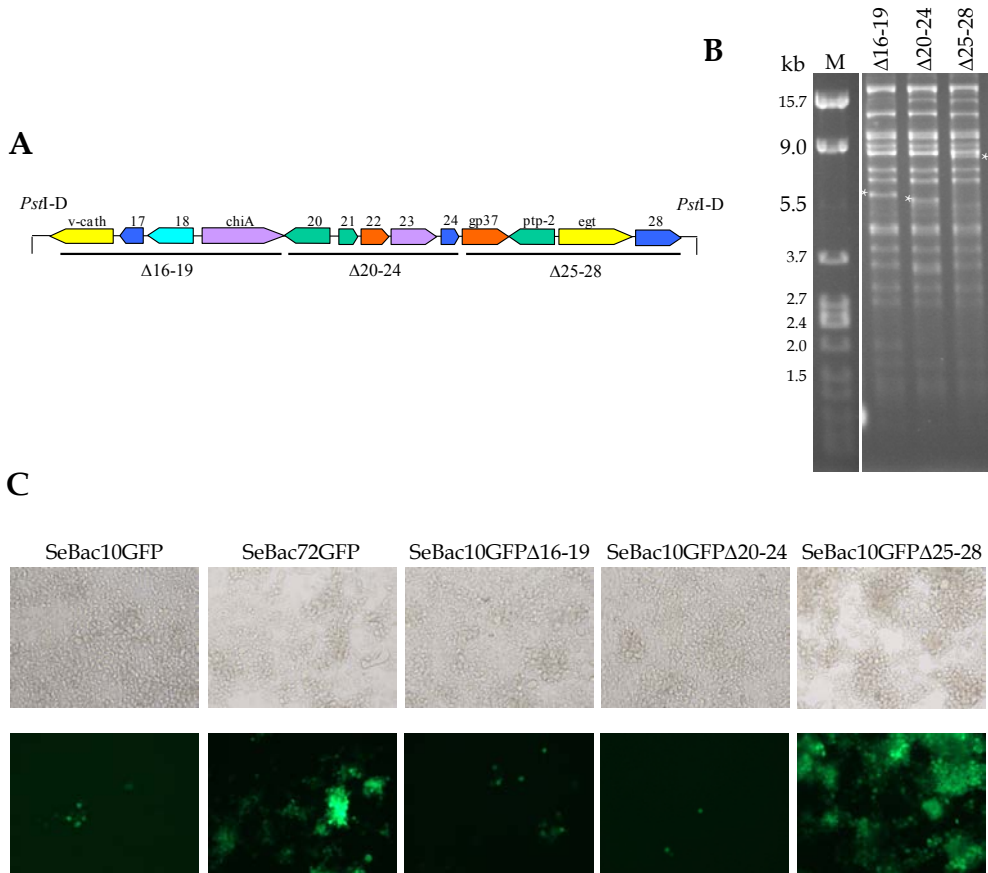 A
PstI-D
v-cath
17
18
chiA
20
21
22
23
24
gp37
ptp-2
egt
28
PstI-D
Δ16-19
Δ20-24
Δ25-28
B
kb
M
Δ16-19
Δ20-24
Δ25-28
15.7
9.0
5.5
3.7
2.7
2.4
2.0
1.5
*
*
*
C
SeBac10GFP
SeBac72GFP
SeBac10GFPΔ16-19
SeBac10GFPΔ20-24
SeBac10GFPΔ25-28